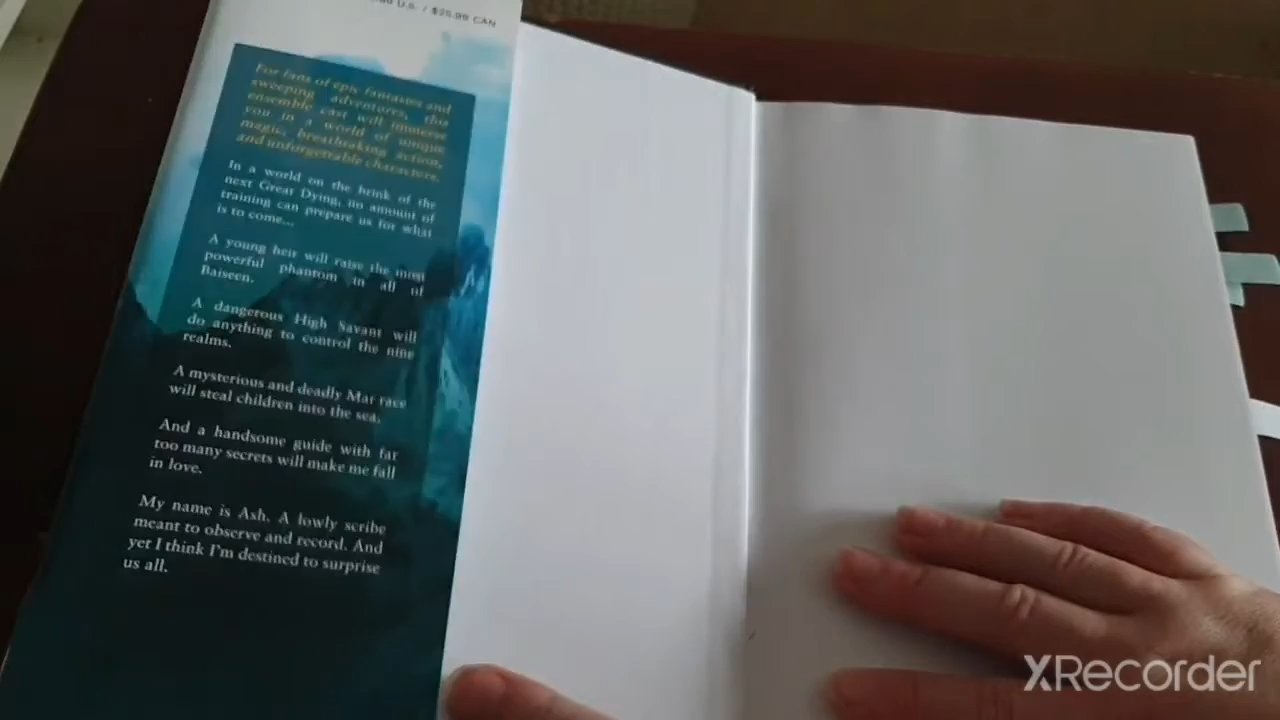 U.S. / $25.99 CAN
For fans of epic fantasies and
sweeping adventures, this
ensemble cast will immerse
you in a world of unique
magic, breathtaking action,
and unforgettable characters.
In a world on the brink of the
next Great Dying, no amount of
training can prepare us for what
is to come...
A young heir will raise the most
powerful phantom in all of
Baiseen.
A dangerous High Savant will
do anything to control the nine
realms.
A mysterious and deadly Mar race
will steal children into the sea.
And a handsome guide with far
too many secrets will make me fall
in love.
My name is Ash. A lowly scribe
meant to observe and record. And
yet I think I'm destined to surprise
us all.
XRecorder